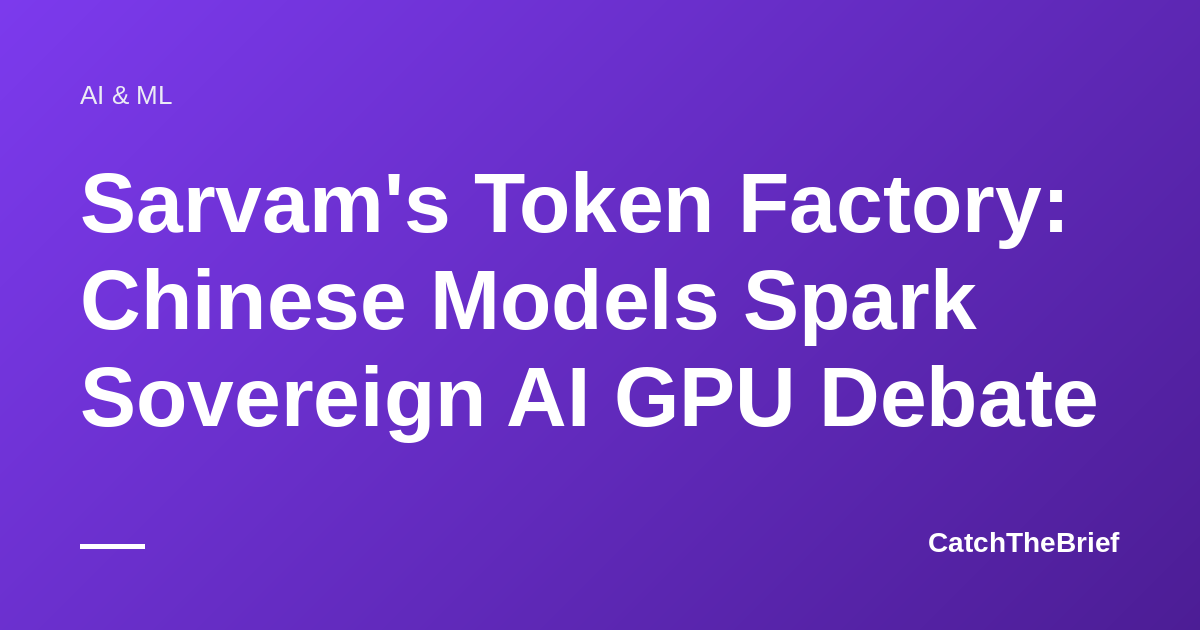 AI & ML
Sarvam's Token Factory:
Chinese Models Spark
Sovereign AI GPU Debate
CatchTheBrief